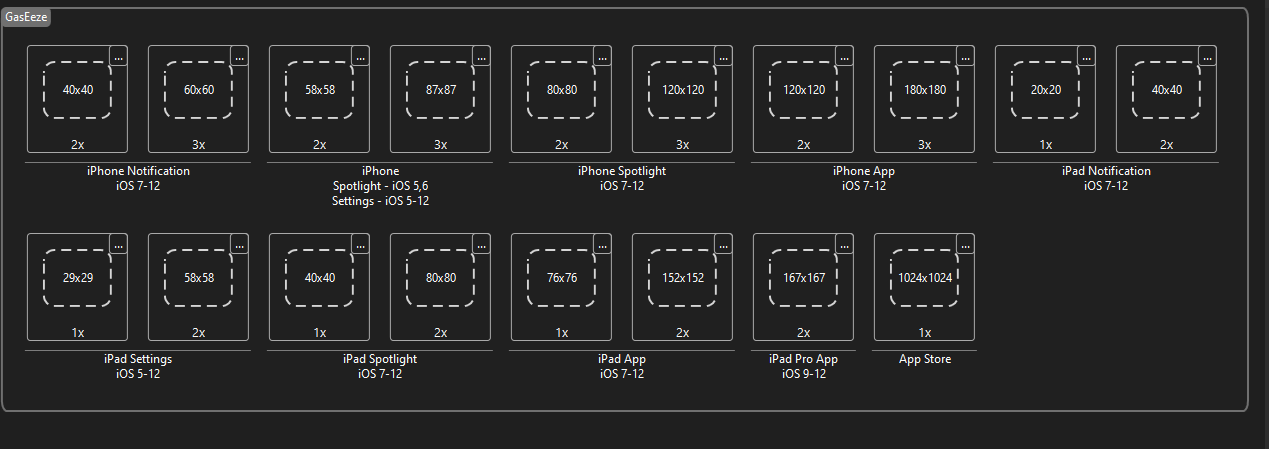 GasEeze
... ... ... ... ... ... ... ... ... ...
40x40 60x60 58x58 87x87 80x80 120x120 120x120 180x180 20x20 40x40
2x 3x 2x 3x 2x 3x 2x 3x 1x 2x
iPhone Notification iPhone iPhone Spotlight iPhone App iPad Notification
iOS 7-12 Spotlight - iOS 5,6 iOS 7-12 iOS 7-12 iOS 7-12
Settings - iOS 5-12
... ... ... ... ... ... ... ...
29x29 58x58 40x40 80x80 76x76 152x152 167x167 1024x1024
1x 2x 1x 2x 1x 2x 2x 1x
iPad Settings iPad Spotlight iPad App iPad Pro App App Store
iOS 5-12 iOS 7-12 iOS 7-12 iOS 9-12